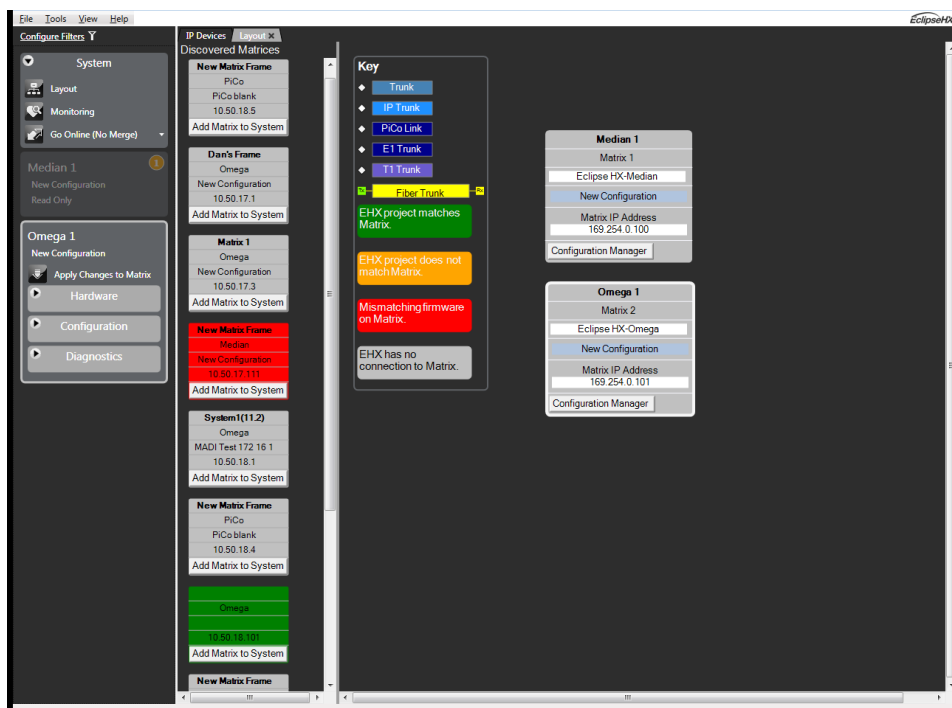 File Tools View Help
EclipseHX
Configure Filters
System
Layout
Monitoring
Go Online (No Merge)
Median 1
1
New Configuration
Read Only
Omega 1
New Configuration
Apply Changes to Matrix
Hardware
Configuration
Diagnostics
IP Devices Layout
Discovered Matrices
New Matrix Frame
PiCo
PiCo blank
10.50.18.5
Add Matrix to System
Dan's Frame
Omega
New Configuration
10.50.17.1
Add Matrix to System
Matrix 1
Omega
New Configuration
10.50.17.3
Add Matrix to System
New Matrix Frame
Median
New Configuration
10.50.17.111
Add Matrix to System
System1(11.2)
Omega
MADI Test 172 16 1
10.50.18.1
Add Matrix to System
New Matrix Frame
PiCo
PiCo blank
10.50.18.4
Add Matrix to System
Omega
10.50.18.101
Add Matrix to System
New Matrix Frame
Key
Trunk
IP Trunk
PiCo Link
E1 Trunk
T1 Trunk
Tx Fiber Trunk Rx
EHX project matches
Matrix.
EHX project does not
match Matrix.
Mismatching firmware
on Matrix.
EHX has no
connection to Matrix.
Median 1
Matrix 1
Eclipse HX-Median
New Configuration
Matrix IP Address
169.254.0.100
Configuration Manager
Omega 1
Matrix 2
Eclipse HX-Omega
New Configuration
Matrix IP Address
169.254.0.101
Configuration Manager